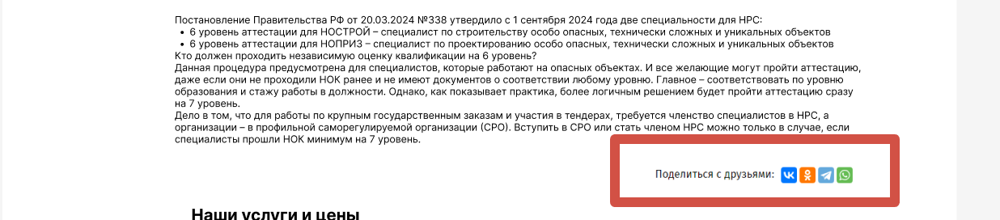 Постановление Правительства РФ от 20.03.2024 №338 утвердило с 1 сентября 2024 года две специальности для НРС:
• 6 уровень аттестации для НОСТРОЙ – специалист по строительству особо опасных, технически сложных и уникальных объектов
• 6 уровень аттестации для НОПРИЗ – специалист по проектированию особо опасных, технически сложных и уникальных объектов
Кто должен проходить независимую оценку квалификации на 6 уровень?
Данная процедура предусмотрена для специалистов, которые работают на опасных объектах. И все желающие могут пройти аттестацию,
даже если они не проходили НОК ранее и не имеют документов о соответствии любому уровню. Главное – соответствовать по уровню
образования и стажу работы в должности. Однако, как показывает практика, более логичным решением будет пройти аттестацию сразу
на 7 уровень.
Дело в том, что для работы по крупным государственным заказам и участия в тендерах, требуется членство специалистов в НРС, а
организации – в профильной саморегулируемой организации (СРО). Вступить в СРО или стать членом НРС можно только в случае, если
специалисты прошли НОК минимум на 7 уровень.
Поделиться с друзьями:
Наши услуги и цены